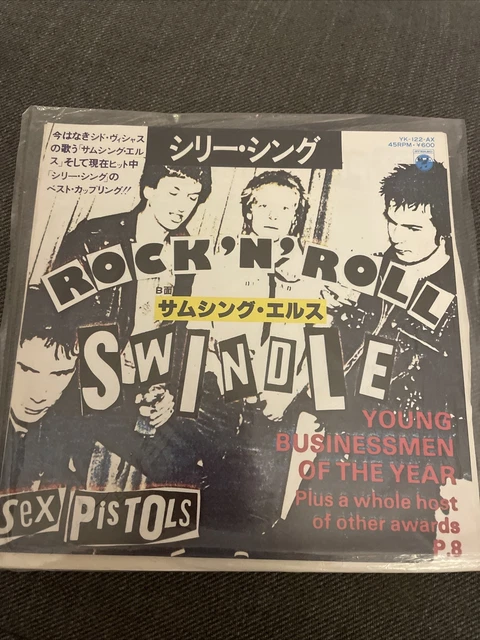 今はなきシド・ヴィシャス
の歌う「サムシング・エル
ス」そして現在ヒット中
「シリー・シング」の
ベスト・カップリング!!
シリー・シング
YK-122-AX
45RPM・¥600
ROCK'N'ROLL
B面
サムシング・エルス
SWINDLE
YOUNG
BUSINESSMEN
OF THE YEAR
Plus a whole host
of other awards
P.8
Sex PISTOLS